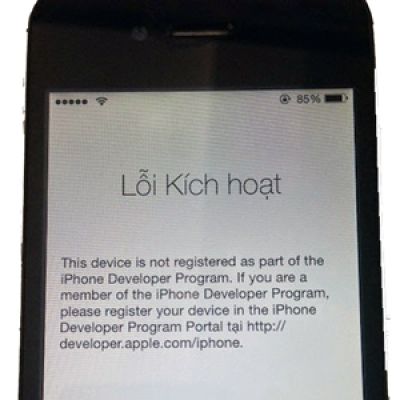 85%
Lỗi Kích hoạt
This device is not registered as part of the
iPhone Developer Program. If you are a
member of the iPhone Developer Program,
please register your device in the iPhone
Developer Program Portal tại http://
developer.apple.com/iphone.